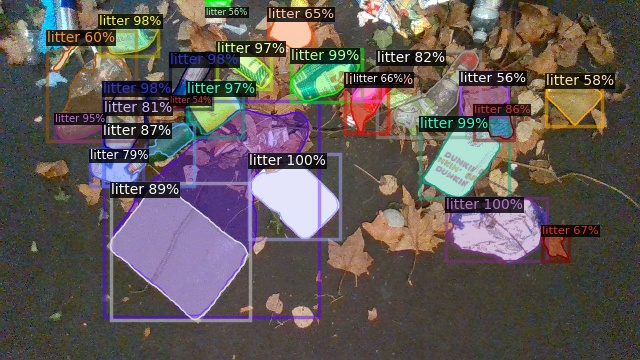 litter 56%
litter 65%
litter 98%
litter 60%
litter 97%
litter 98%
litter 99%
litter 82%
litter 66%
litter 56%
litter 58%
litter 98%
litter 97%
litter 54%
litter 81%
litter 86%
litter 95%
litter 99%
litter 87%
litter 79%
litter 100%
DUNKIN'
DUNKIN'
litter 89%
litter 100%
litter 67%